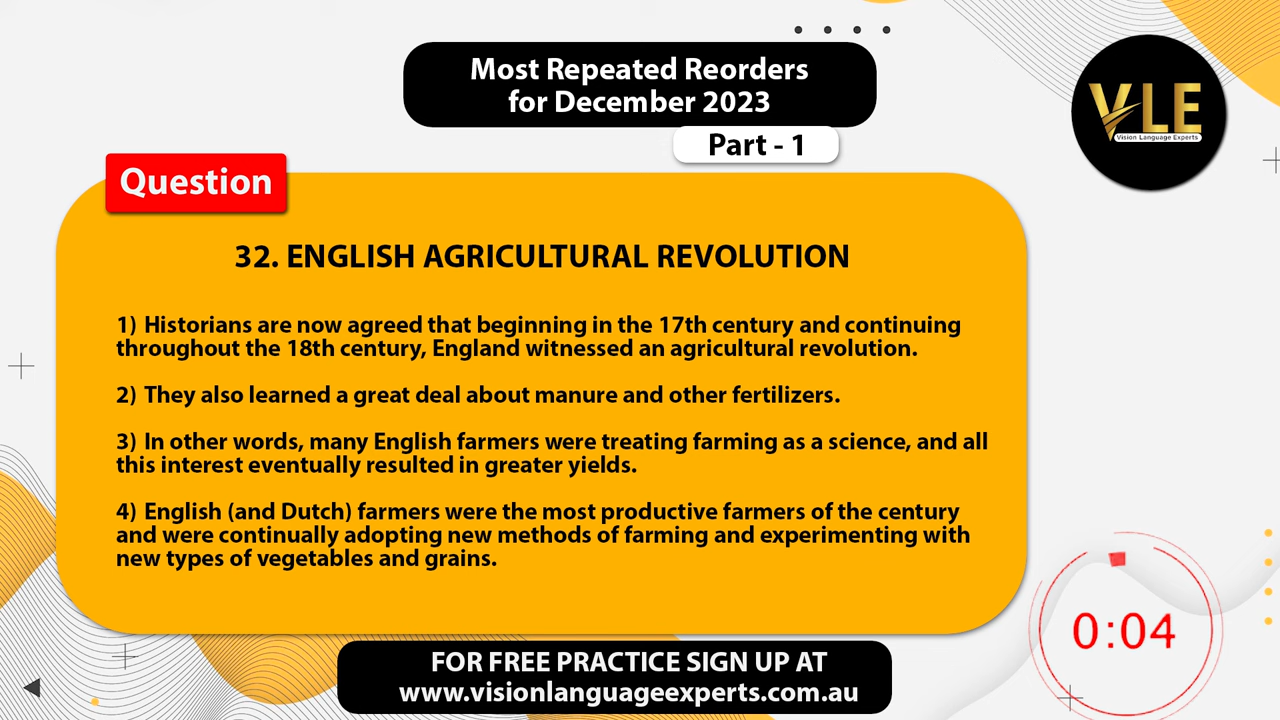 Most Repeated Reorders
for December 2023
Part - 1
VLE
Vision Language Experts
Question
32. ENGLISH AGRICULTURAL REVOLUTION
1) Historians are now agreed that beginning in the 17th century and continuing
throughout the 18th century, England witnessed an agricultural revolution.
2) They also learned a great deal about manure and other fertilizers.
3) In other words, many English farmers were treating farming as a science, and all
this interest eventually resulted in greater yields.
4) English (and Dutch) farmers were the most productive farmers of the century
and were continually adopting new methods of farming and experimenting with
new types of vegetables and grains.
0:04
FOR FREE PRACTICE SIGN UP AT
www.visionlanguageexperts.com.au